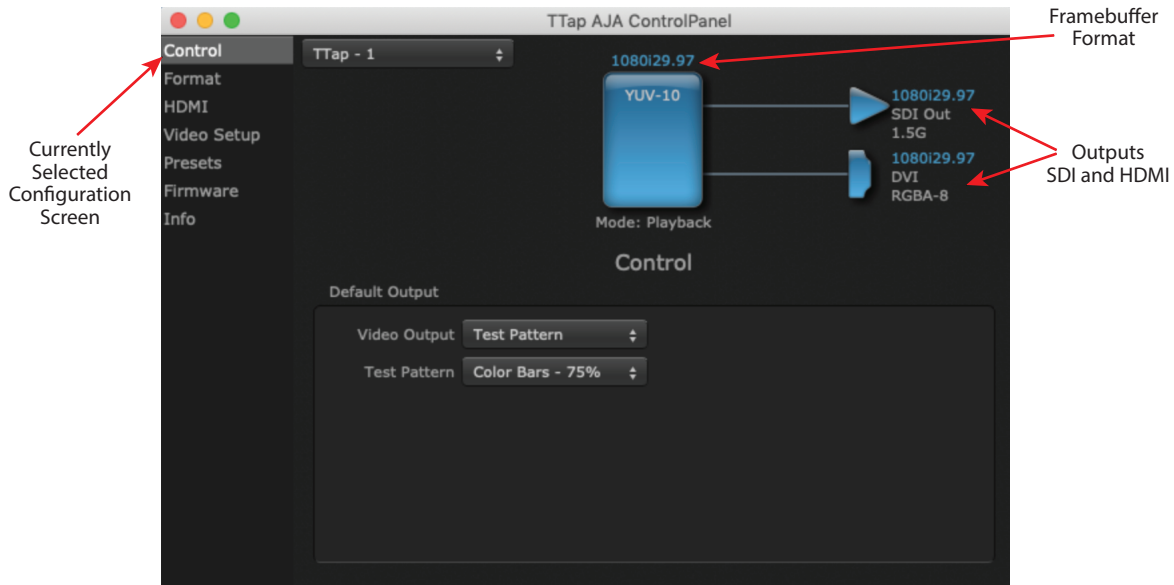 TTap AJA ControlPanel
Framebuffer
Format
Control
Format
HDMI
Video Setup
Presets
Firmware
Info
Currently
Selected
Configuration
Screen
TTap - 1
1080i29.97
YUV-10
Mode: Playback
1080i29.97
SDI Out
1.5G
1080i29.97
DVI
RGBA-8
Outputs
SDI and HDMI
Control
Default Output
Video Output Test Pattern
Test Pattern Color Bars - 75%